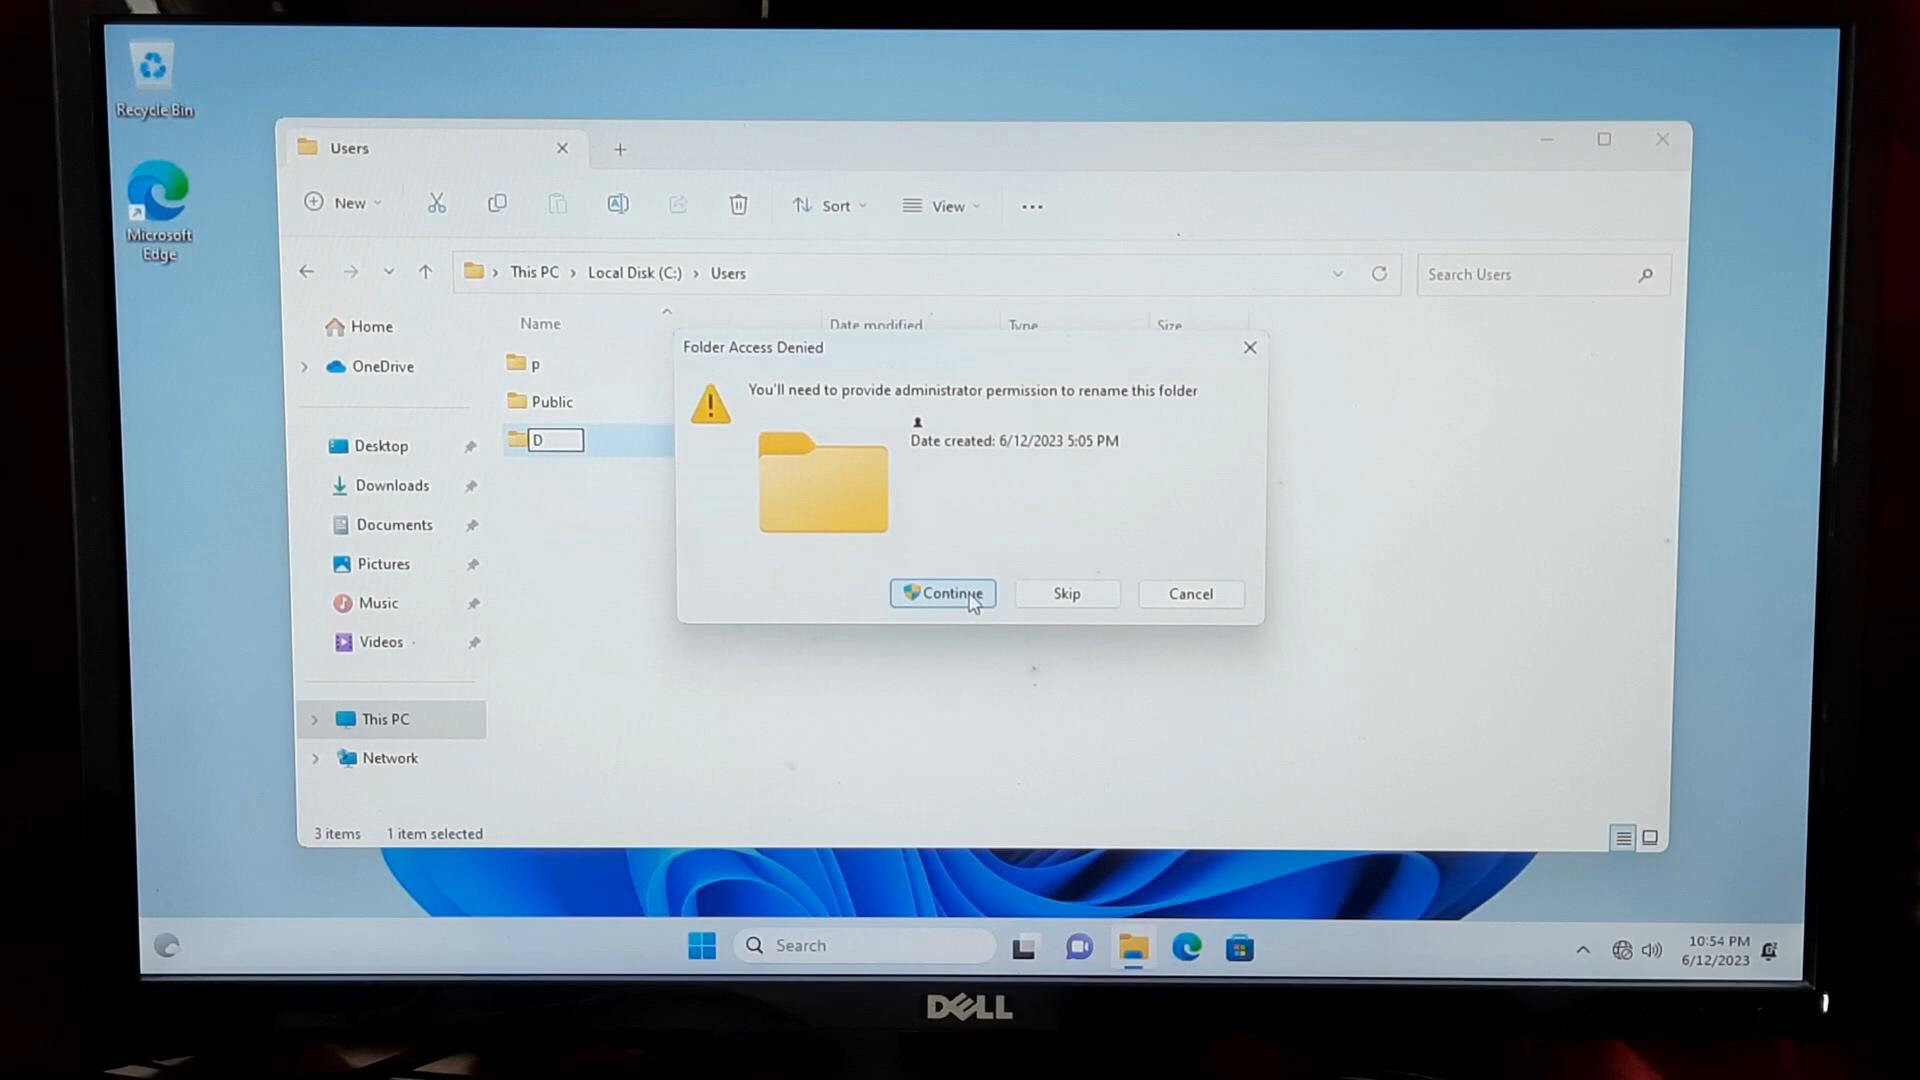 Recycle Bin
Microsoft
Edge
Users
New
Sort
View
This PC
Local Disk (C:)
Users
Search Users
Home
OneDrive
Desktop
Downloads
Documents
Pictures
Music
Videos
This PC
Network
Name
Date modified
Type
Size
p
Public
D
Folder Access Denied
You'll need to provide administrator permission to rename this folder
Date created: 6/12/2023 5:05 PM
Continue
Skip
Cancel
3 items
1 item selected
Search
10:54 PM
6/12/2023
DELL